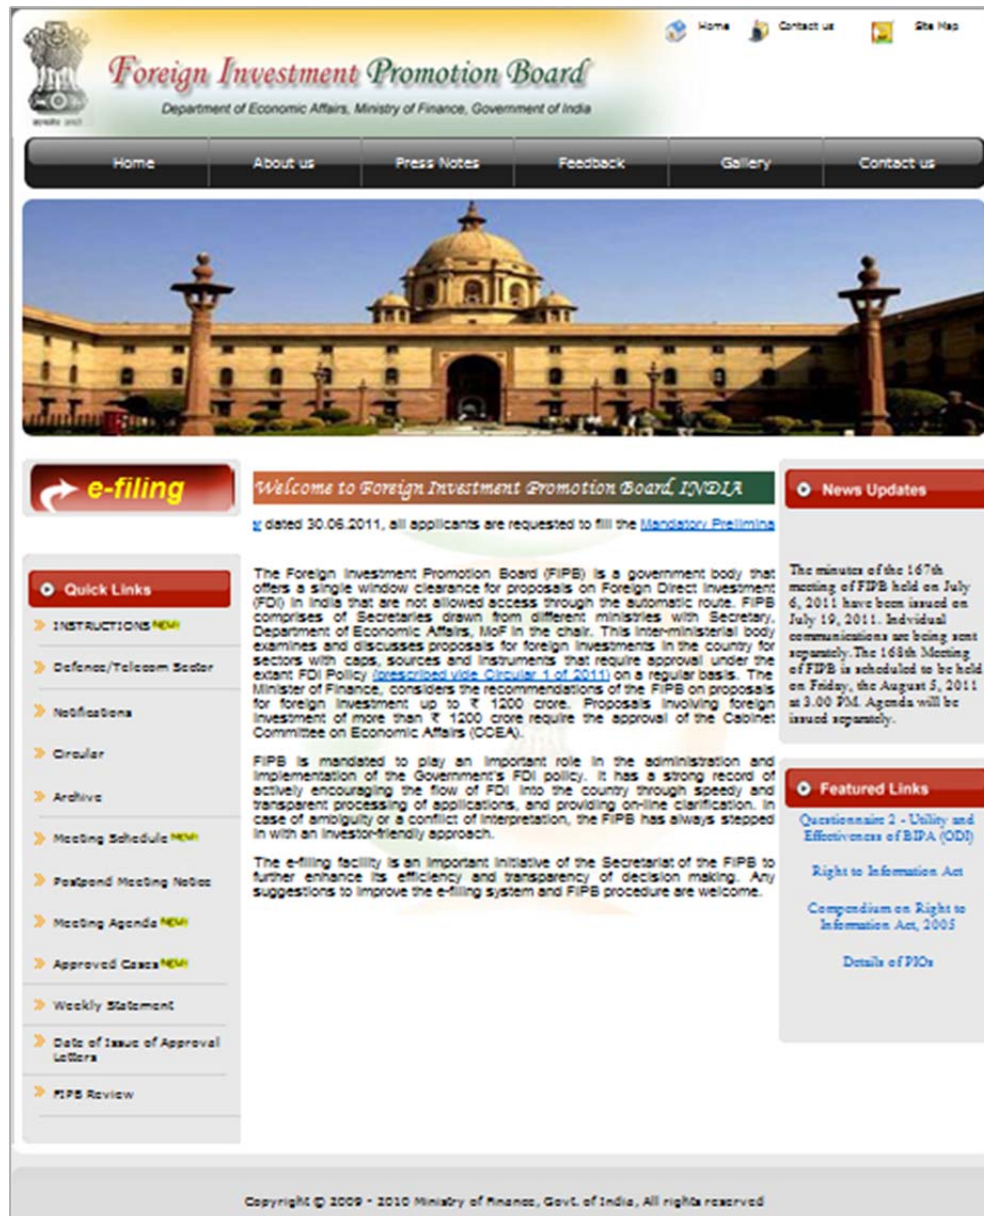 Home Contact us Site Map
Foreign Investment Promotion Board
Department of Economic Affairs, Ministry of Finance, Government of India
सत्यमेव जयते
Home About us Press Notes Feedback Gallery Contact us
e-filing
Quick Links
INSTRUCTIONS NEW!
Defence/Telecom Sector
Notifications
Circular
Archive
Meeting Schedule NEW!
Postpond Meeting Notice
Meeting Agenda NEW!
Approved Cases NEW!
Weekly Statement
Date of Issue of Approval
Letters
FIPB Review
Welcome to Foreign Investment Promotion Board, INDIA
dated 30.06.2011, all applicants are requested to fill the Mandatory Prelimina
The Foreign Investment Promotion Board (FIPB) is a government body that
offers a single window clearance for proposals on Foreign Direct Investment
(FDI) in India that are not allowed access through the automatic route. FIPB
comprises of Secretaries drawn from different ministries with Secretary,
Department of Economic Affairs, MoF in the chair. This inter-ministerial body
examines and discusses proposals for foreign investments in the country for
sectors with caps, sources and instruments that require approval under the
extant FDI Policy (prescribed vide Circular 1 of 2011) on a regular basis. The
Minister of Finance, considers the recommendations of the FIPB on proposals
for foreign investment up to ₹ 1200 crore. Proposals involving foreign
investment of more than ₹ 1200 crore require the approval of the Cabinet
Committee on Economic Affairs (CCEA).
FIPB is mandated to play an important role in the administration and
implementation of the Government's FDI policy. It has a strong record of
actively encouraging the flow of FDI into the country through speedy and
transparent processing of applications, and providing on-line clarification. In
case of ambiguity or a conflict of interpretation, the FIPB has always stepped
in with an investor-friendly approach.
The e-filing facility is an important initiative of the Secretariat of the FIPB to
further enhance its efficiency and transparency of decision making. Any
suggestions to improve the e-filing system and FIPB procedure are welcome.
News Updates
The minutes of the 167th
meeting of FIPB held on July
6, 2011 have been issued on
July 19, 2011. Indvidual
communications are being sent
separately.The 168th Meeting
of FIPB is scheduled to be held
on Friday, the August 5, 2011
at 3.00 PM. Agenda will be
issued separately.
Featured Links
Questionnaire 2 - Utility and
Effectiveness of BIPA (ODI)
Right to Information Act
Compendium on Right to
Information Act, 2005
Details of PIOs
Copyright © 2009 - 2010 Ministry of Finance, Govt. of India, All rights reserved